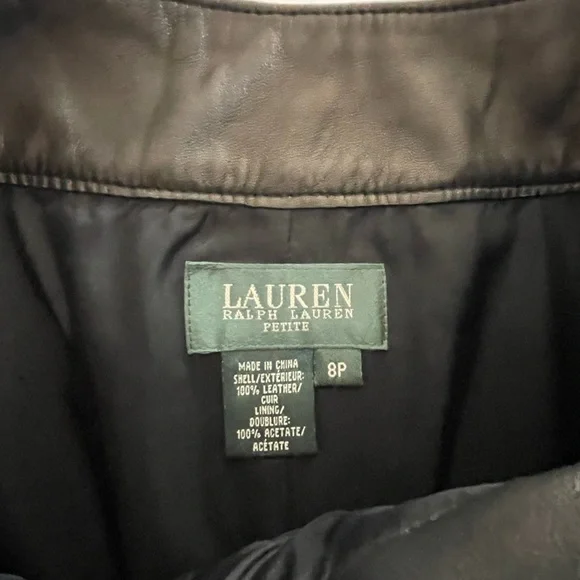 LAUREN
RALPH LAUREN
PETITE
8P
MADE IN CHINA
SHELL/EXTÉRIEUR:
100% LEATHER/
CUIR
LINING/
DOUBLURE:
100% ACETATE/
ACÉTATE